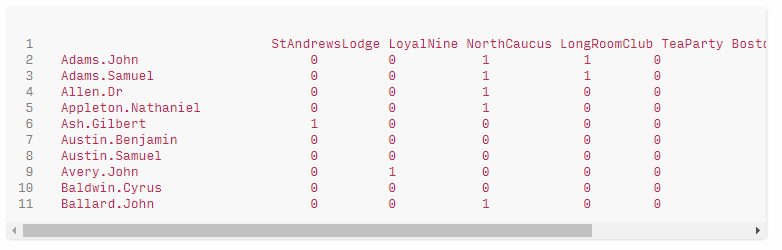 1 StAndrewsLodge LoyalNine NorthCaucus LongRoomClub TeaParty
2 Adams.John 0 0 1 1 0
3 Adams.Samuel 0 0 1 1 0
4 Allen.Dr 0 0 1 0 0
5 Appleton.Nathaniel 0 0 1 0 0
6 Ash.Gilbert 1 0 0 0 0
7 Austin.Benjamin 0 0 0 0 0
8 Austin.Samuel 0 0 0 0 0
9 Avery.John 0 1 0 0 0
10 Baldwin.Cyrus 0 0 0 0 0
11 Ballard.John 0 0 1 0 0